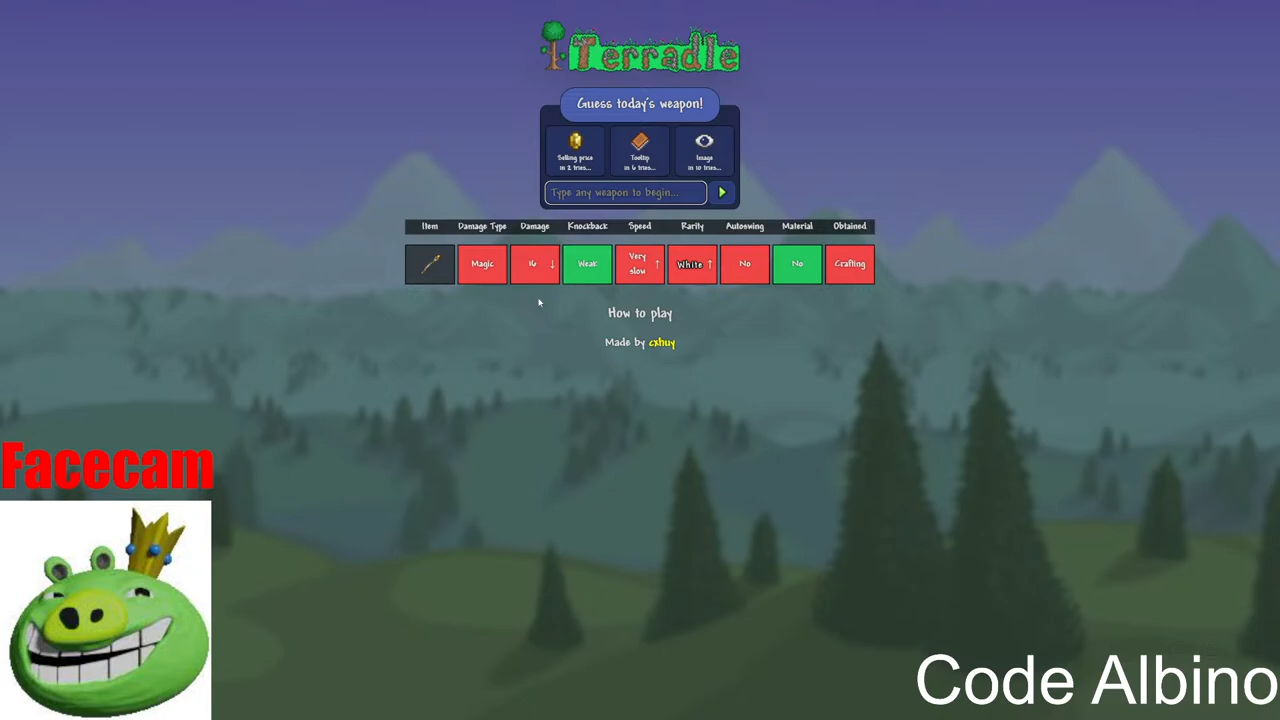 Terradle
Guess today's weapon!
Selling price
in 2 tries...
Tooltip
in 6 tries...
Image
in 10 tries...
Type any weapon to begin...
Item Damage Type Damage Knockback Speed Rarity Autoswing Material Obtained
Magic 16 ↓ Weak Very slow ↑ White ↑ No No Crafting
How to play
Made by cxhuy
Facecam
Code Albino